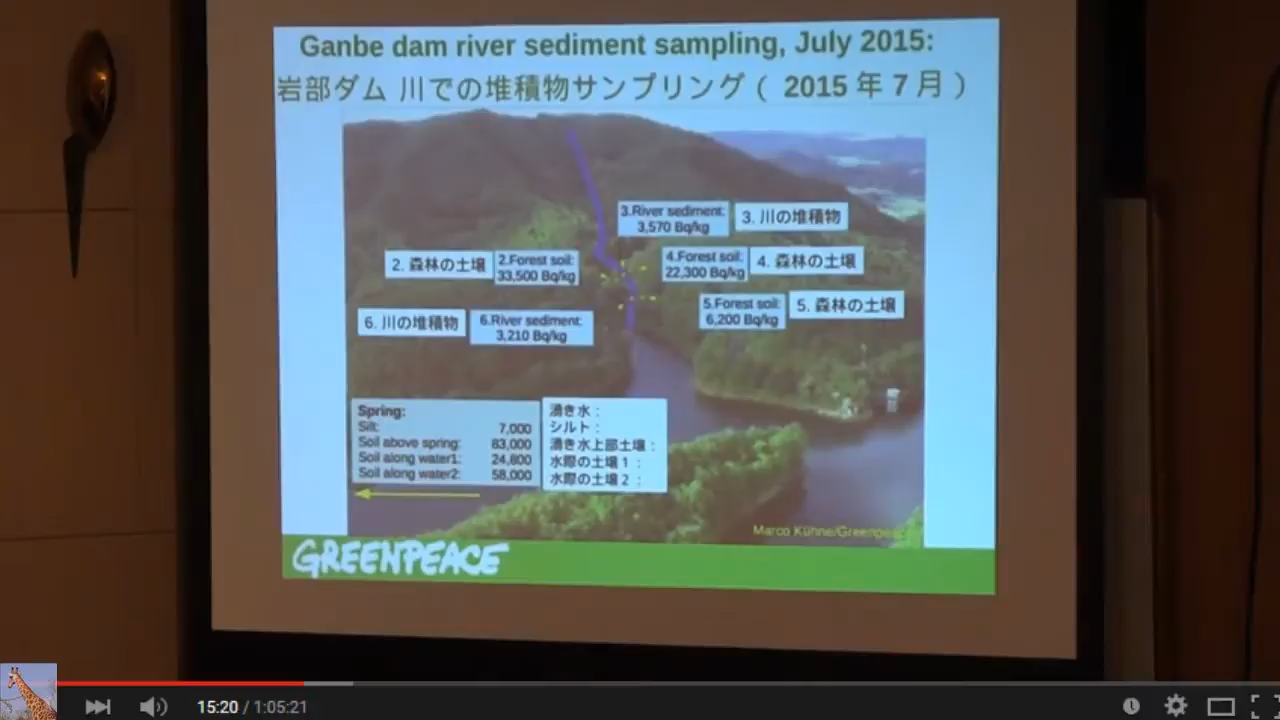 Ganbe dam river sediment sampling, July 2015:
岩部ダム 川での堆積物サンプリング（ 2015 年 7 月 ）
3.River sediment:
3,570 Bq/kg
3. 川の堆積物
2. 森林の土壌
2.Forest soil:
33,500 Bq/kg
4.Forest soil:
22,300 Bq/kg
4. 森林の土壌
5.Forest soil:
6,200 Bq/kg
5. 森林の土壌
6. 川の堆積物
6.River sediment:
3,210 Bq/kg
Spring:
Silt: 7,000
Soil above spring: 83,000
Soil along water1: 24,800
Soil along water2: 58,000
湧き水：
シルト：
湧き水上部土壌：
水際の土壌 1 ：
水際の土壌 2 ：
Marco Kühne/Greenpeace
GREENPEACE
15:20 / 1:05:21